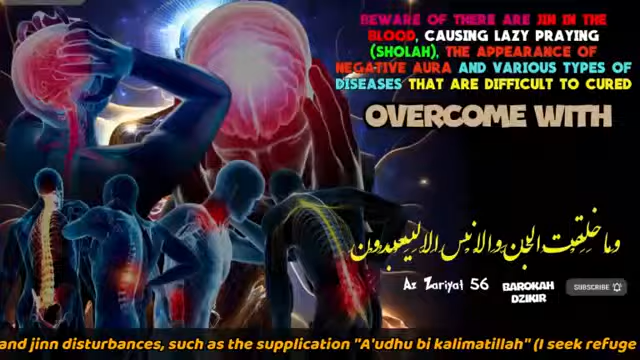 BEWARE OF THERE ARE JIN IN THE
BLOOD, CAUSING LAZY PRAYING
(SHOLAH), THE APPEARANCE OF
NEGATIVE AURA AND VARIOUS TYPES OF
DISEASES THAT ARE DIFFICULT TO CURED
OVERCOME WITH
وما خلقت الجن والانس الا ليعبدون
Az Zariyat 56
BAROKAH
DZIKIR
SUBSCRIBE
and jinn disturbances, such as the supplication "A'udhu bi kalimatillah" (I seek refuge